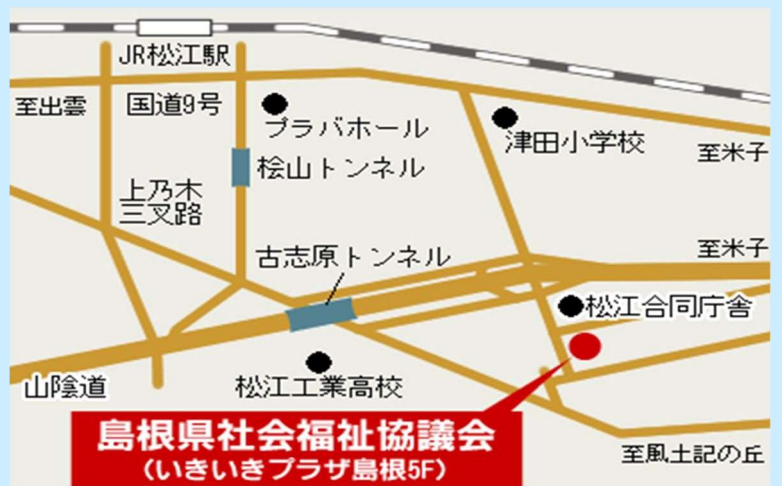 JR松江駅
至出雲
国道9号
プラバホール
津田小学校
至米子
桧山トンネル
上乃木
三叉路
至米子
古志原トンネル
松江合同庁舎
山陰道
松江工業高校
島根県社会福祉協議会
(いきいきプラザ島根5F)
至風土記の丘